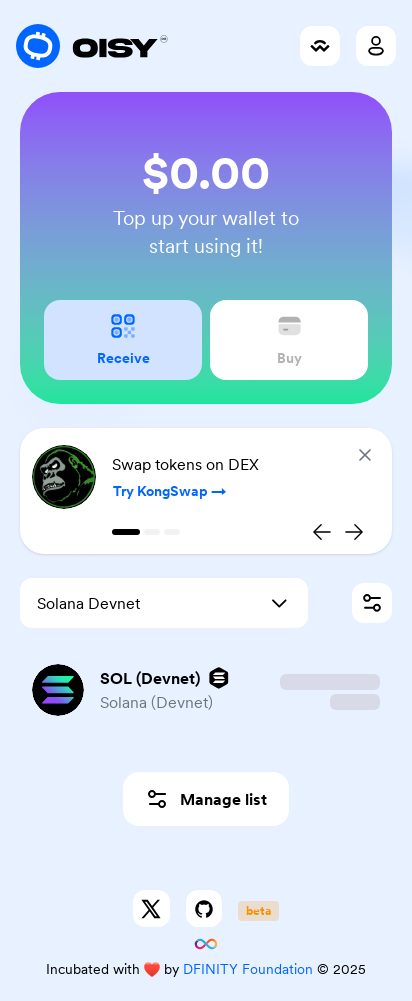 OISY
$0.00
Top up your wallet to
start using it!
Receive
Buy
Swap tokens on DEX
Try KongSwap →
Solana Devnet
SOL (Devnet)
Solana (Devnet)
Manage list
beta
Incubated with ❤️ by DFINITY Foundation © 2025